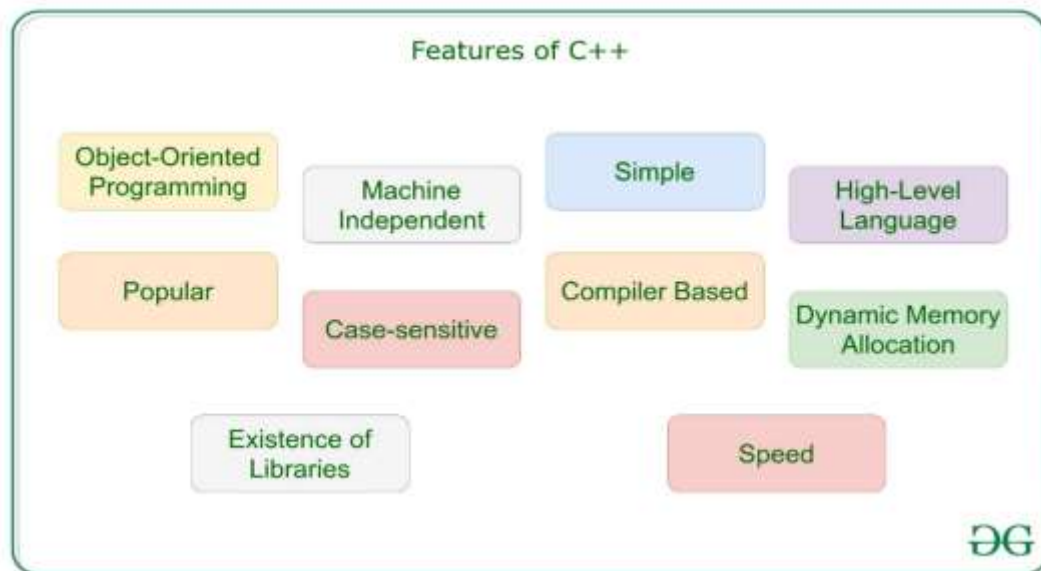 Features of C++
Object-Oriented
Programming
Machine
Independent
Simple
High-Level
Language
Popular
Case-sensitive
Compiler Based
Dynamic Memory
Allocation
Existence of
Libraries
Speed